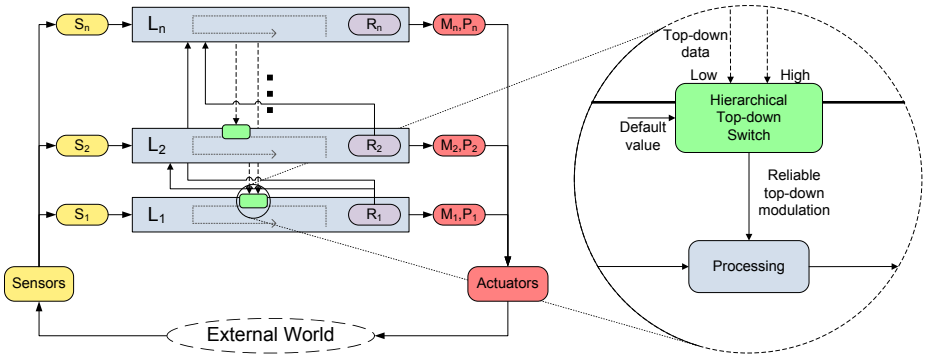 Sn
Ln
Rn
Mn,Pn
S2
L2
R2
M2,P2
S1
L1
R1
M1,P1
Sensors
Actuators
External World
Top-down
data
Low
High
Hierarchical
Top-down
Switch
Default
value
Reliable
top-down
modulation
Processing